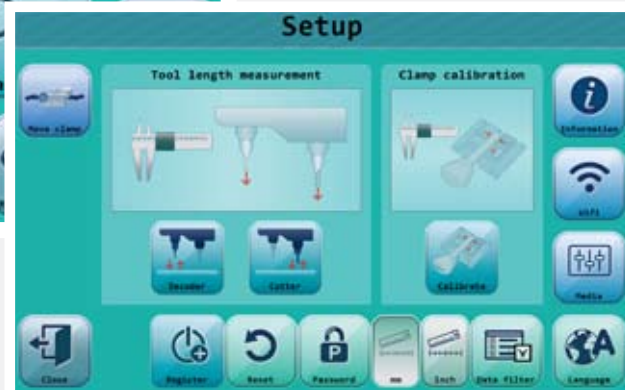 Setup
Tool length measurement
Clamp calibration
Move clamp
Information
Wifi
Decoder
Cutter
Calibrate
Media
Close
Register
Reset
P
Password
mm
Inch
Data filter
A
Language